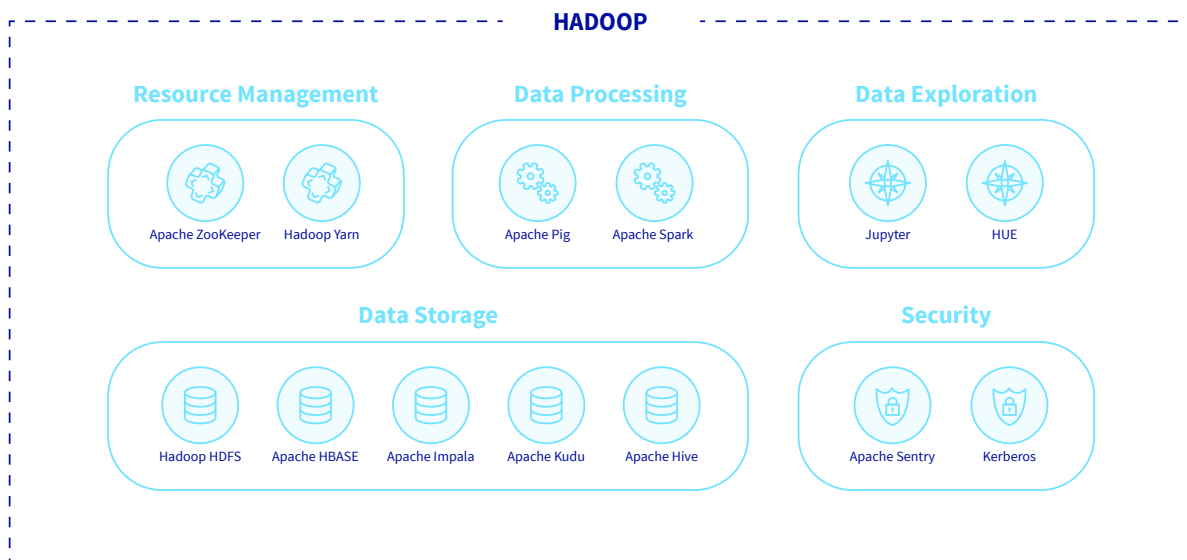 HADOOP
Resource Management
Data Processing
Data Exploration
Apache ZooKeeper
Hadoop Yarn
Apache Pig
Apache Spark
Jupyter
HUE
Data Storage
Security
Hadoop HDFS
Apache HBASE
Apache Impala
Apache Kudu
Apache Hive
Apache Sentry
Kerberos